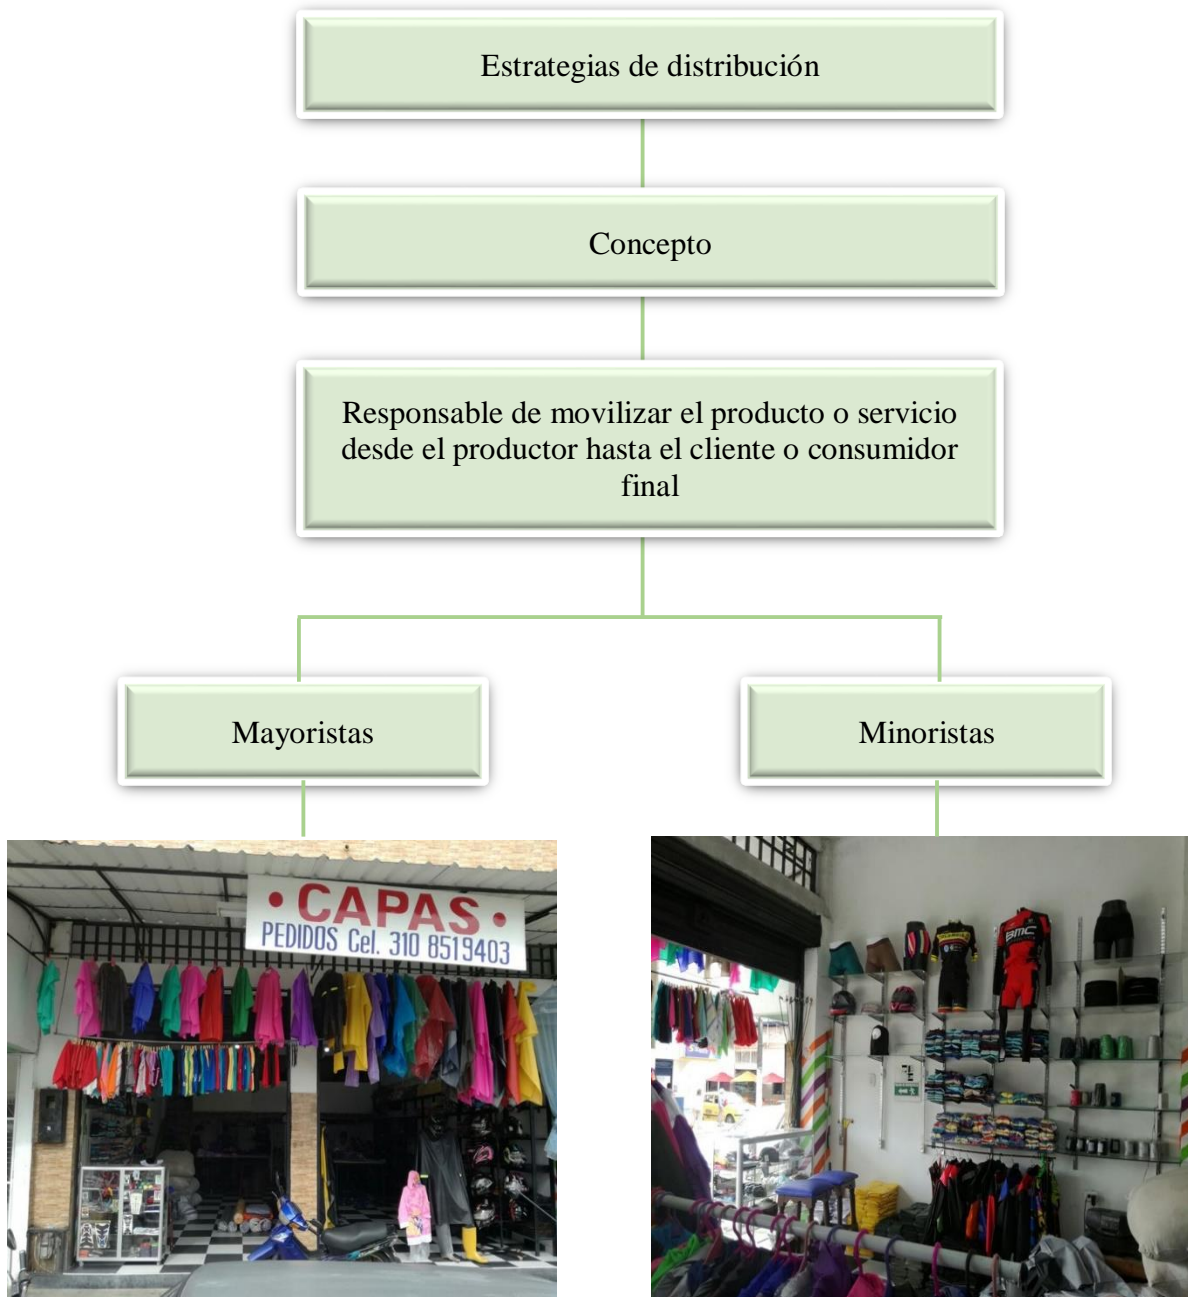 Estrategias de distribución
Concepto
Responsable de movilizar el producto o servicio
desde el productor hasta el cliente o consumidor
final
Mayoristas
Minoristas
• CAPAS •
PEDIDOS Cel. 310 8519403
BMC